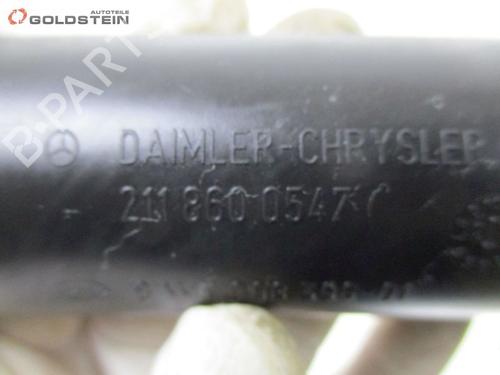 AUTOTEILE
GOLDSTEIN
B-PARTS
DAIMLER-CHRYSLER
211 860 0547